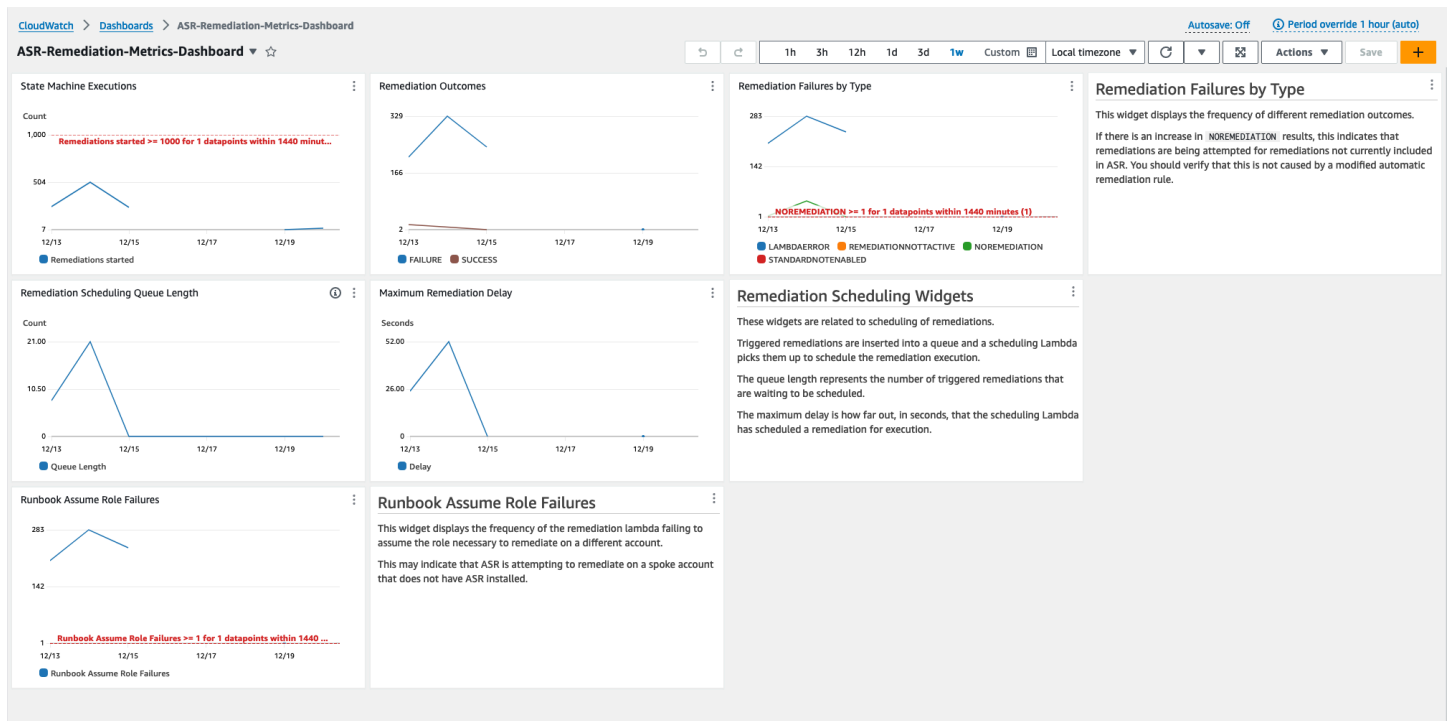 CloudWatch > Dashboards > ASR-Remediation-Metrics-Dashboard
Autosave: Off
Period override 1 hour (auto)
ASR-Remediation-Metrics-Dashboard
1h 3h 12h 1d 3d 1w Custom Local timezone Actions Save +
State Machine Executions
Count
1,000
Remediations started >= 1000 for 1 datapoints within 1440 minut...
504
7
12/13 12/15 12/17 12/19
Remediations started
Remediation Outcomes
329
166
2
12/13 12/15 12/17 12/19
FAILURE SUCCESS
Remediation Failures by Type
283
142
1
NOREMEDIATION >= 1 for 1 datapoints within 1440 minutes (1)
12/13 12/15 12/17 12/19
LAMBDAERROR REMEDIATIONNOTTACTIVE NOREMEDIATION
STANDARDNOTENABLED
Remediation Failures by Type
This widget displays the frequency of different remediation outcomes.
If there is an increase in NOREMEDIATION results, this indicates that
remediations are being attempted for remediations not currently included
in ASR. You should verify that this is not caused by a modified automatic
remediation rule.
Remediation Scheduling Queue Length
Count
21.00
10.50
0
12/13 12/15 12/17 12/19
Queue Length
Maximum Remediation Delay
Seconds
52.00
26.00
0
12/13 12/15 12/17 12/19
Delay
Remediation Scheduling Widgets
These widgets are related to scheduling of remediations.
Triggered remediations are inserted into a queue and a scheduling Lambda
picks them up to schedule the remediation execution.
The queue length represents the number of triggered remediations that
are waiting to be scheduled.
The maximum delay is how far out, in seconds, that the scheduling Lambda
has scheduled a remediation for execution.
Runbook Assume Role Failures
283
142
1
Runbook Assume Role Failures >= 1 for 1 datapoints within 1440 ...
12/13 12/15 12/17 12/19
Runbook Assume Role Failures
Runbook Assume Role Failures
This widget displays the frequency of the remediation lambda failing to
assume the role necessary to remediate on a different account.
This may indicate that ASR is attempting to remediate on a spoke account
that does not have ASR installed.